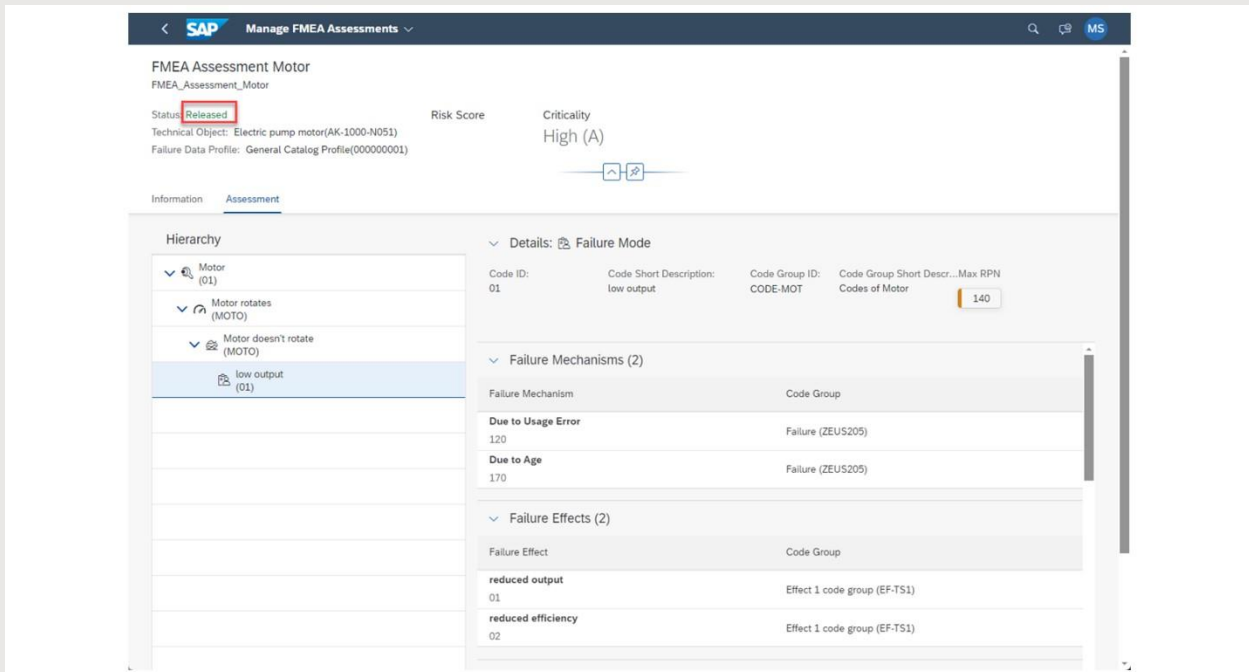 SAP Manage FMEA Assessments MS
FMEA Assessment Motor
FMEA_Assessment_Motor
Status: Released
Technical Object: Electric pump motor(AK-1000-N051)
Failure Data Profile: General Catalog Profile(000000001)
Risk Score
Criticality
High (A)
Information Assessment
Hierarchy
Motor
(01)
Motor rotates
(MOTO)
Motor doesn't rotate
(MOTO)
low output
(01)
Details: Failure Mode
Code ID: Code Short Description: Code Group ID: Code Group Short Descr... Max RPN
01 low output CODE-MOT Codes of Motor 140
Failure Mechanisms (2)
Failure Mechanism Code Group
Due to Usage Error
120 Failure (ZEUS205)
Due to Age
170 Failure (ZEUS205)
Failure Effects (2)
Failure Effect Code Group
reduced output
01 Effect 1 code group (EF-TS1)
reduced efficiency
02 Effect 1 code group (EF-TS1)